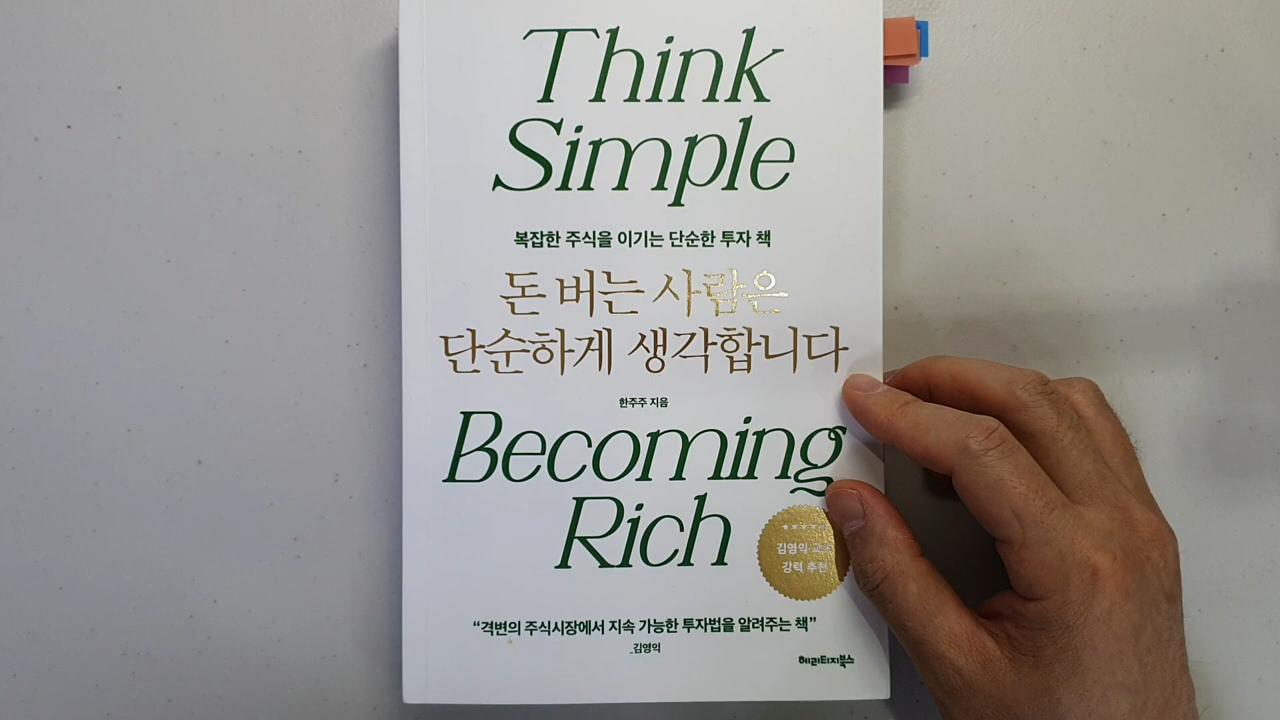 Think
Simple
복잡한 주식을 이기는 단순한 투자 책
돈 버는 사람은
단순하게 생각합니다
한주주 지음
Becoming
Rich
★★★★
김영익 교수
강력 추천
“격변의 주식시장에서 지속 가능한 투자법을 알려주는 책”
_김영익
헤리티지북스